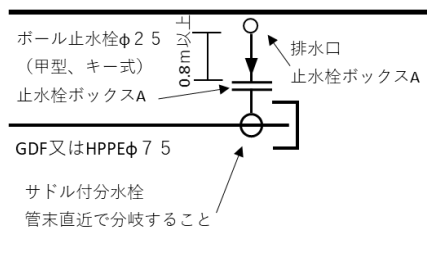 ボール止水栓φ２５
（甲型、キー式）
止水栓ボックスA
0.8ｍ以上
排水口
止水栓ボックスA
GDF又はHPPEφ７５
サドル付分水栓
管末直近で分岐すること